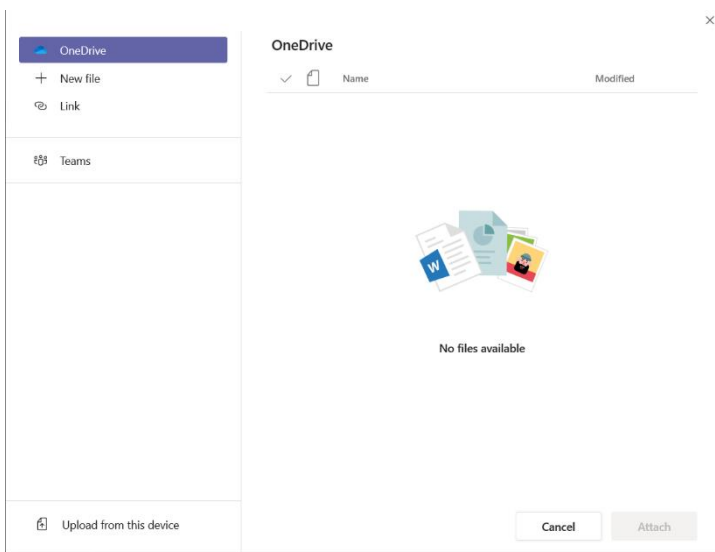 OneDrive
New file
Link
Teams
Upload from this device
OneDrive
Name Modified
W
No files available
Cancel Attach